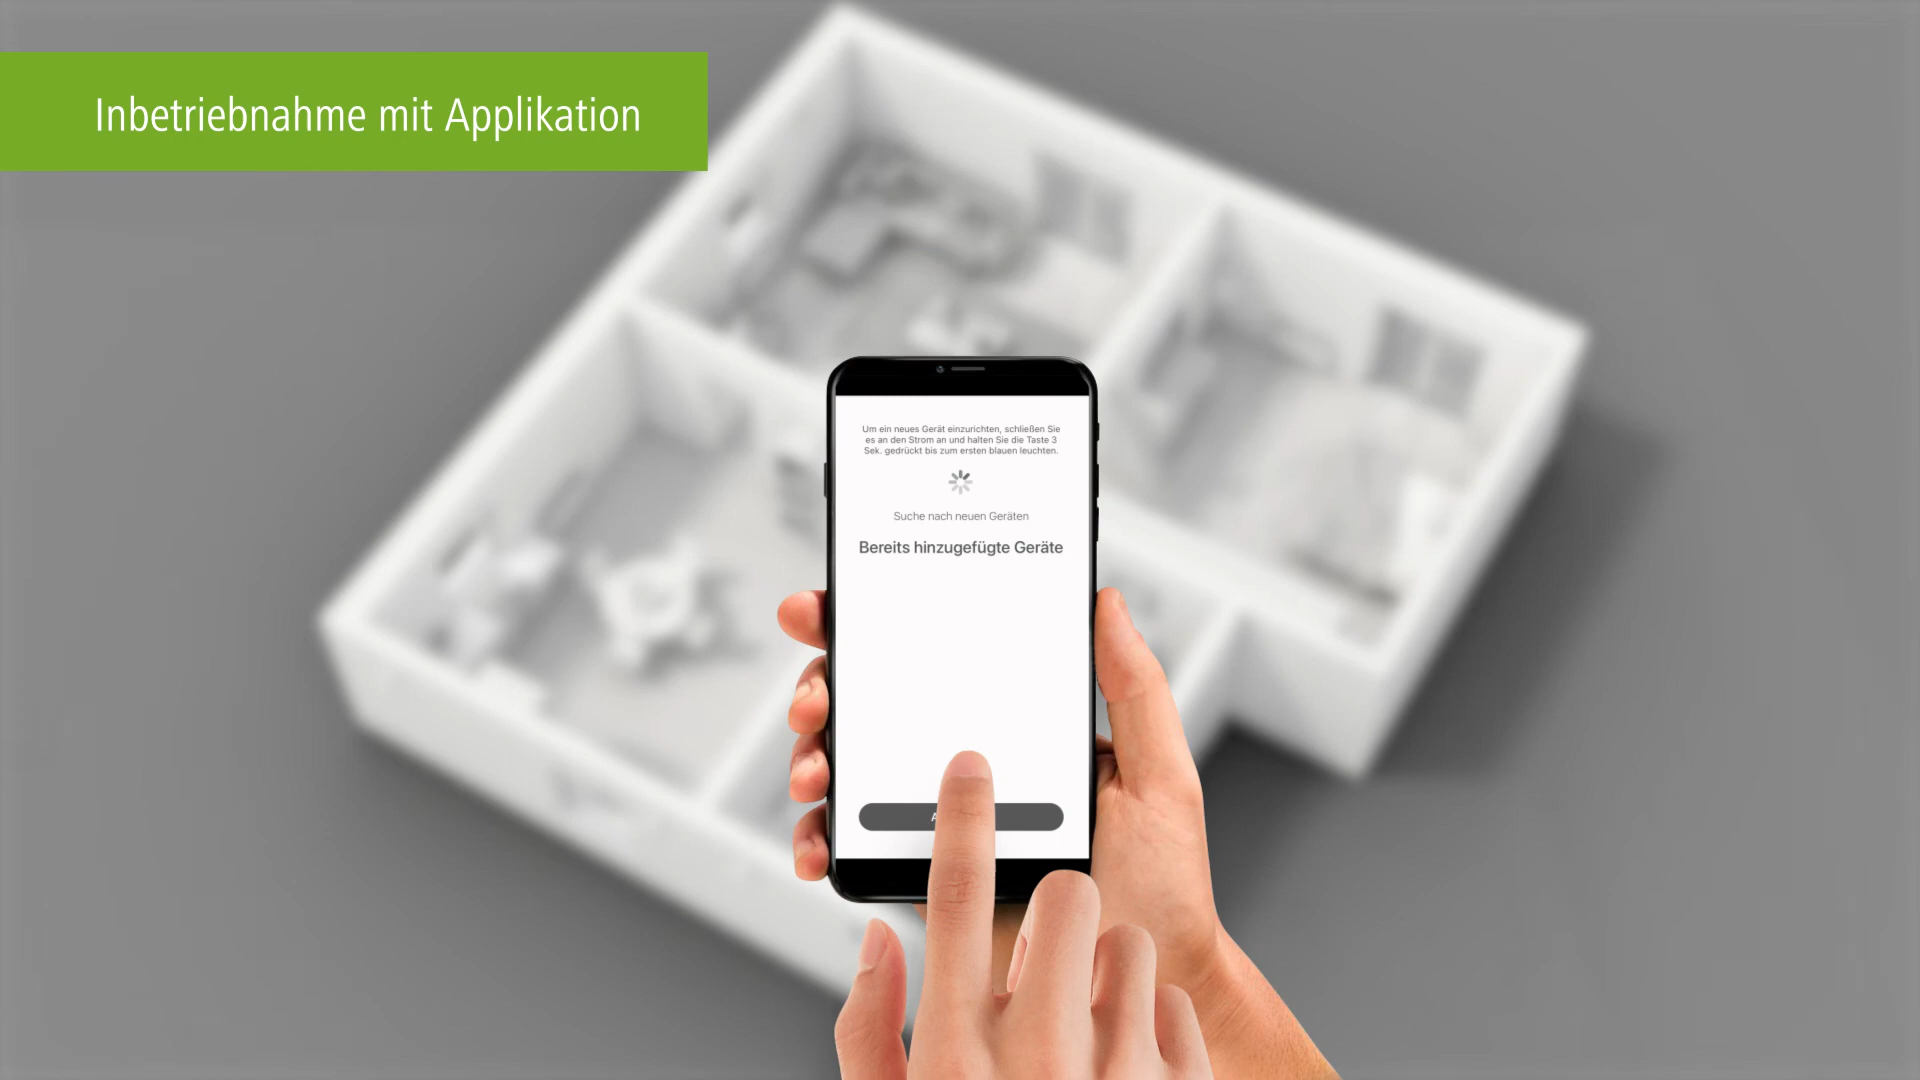 Inbetriebnahme mit Applikation
Um ein neues Gerät einzurichten, schließen Sie
es an den Strom an und halten Sie die Taste 3
Sek. gedrückt bis zum ersten blauen leuchten.
Suche nach neuen Geräten
Bereits hinzugefügte Geräte